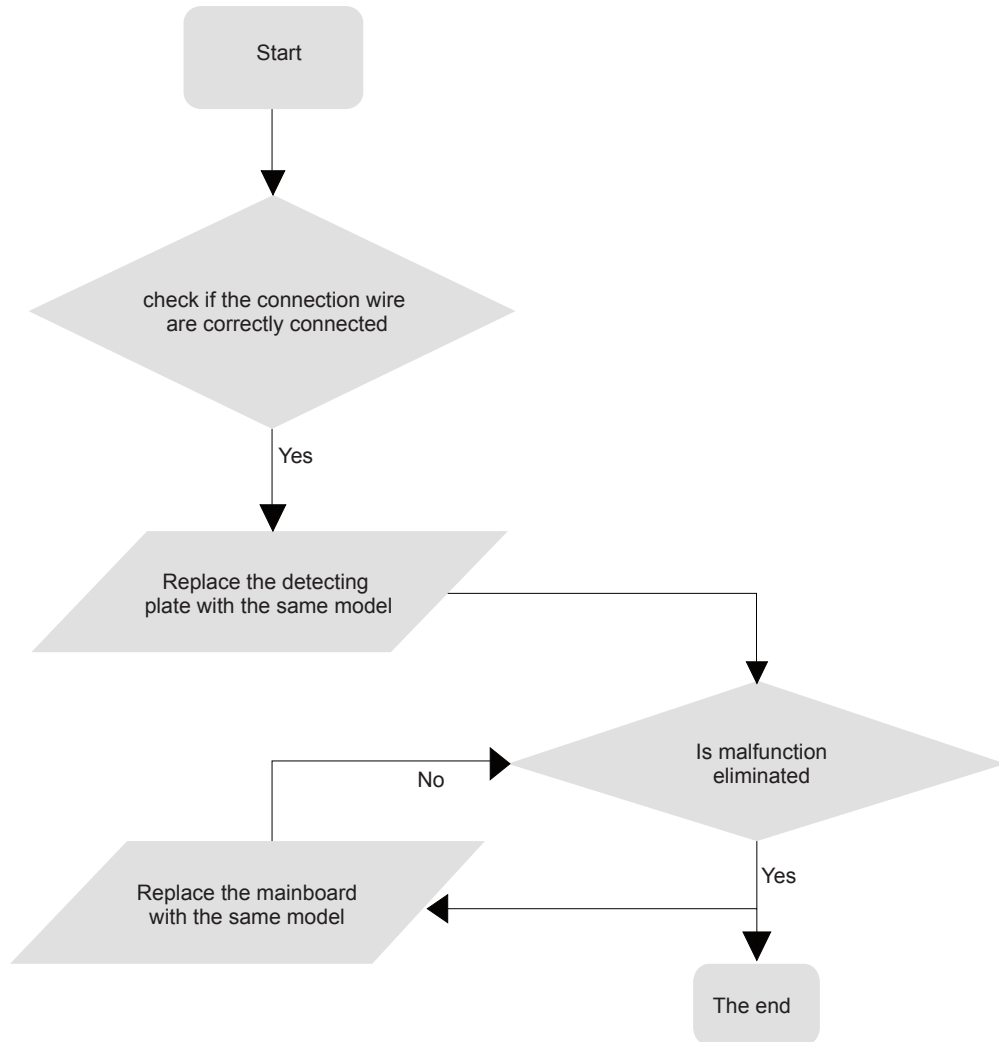 Start
check if the connection wire
are correctly connected
Yes
Replace the detecting
plate with the same model
Is malfunction
eliminated
No
Yes
Replace the mainboard
with the same model
The end